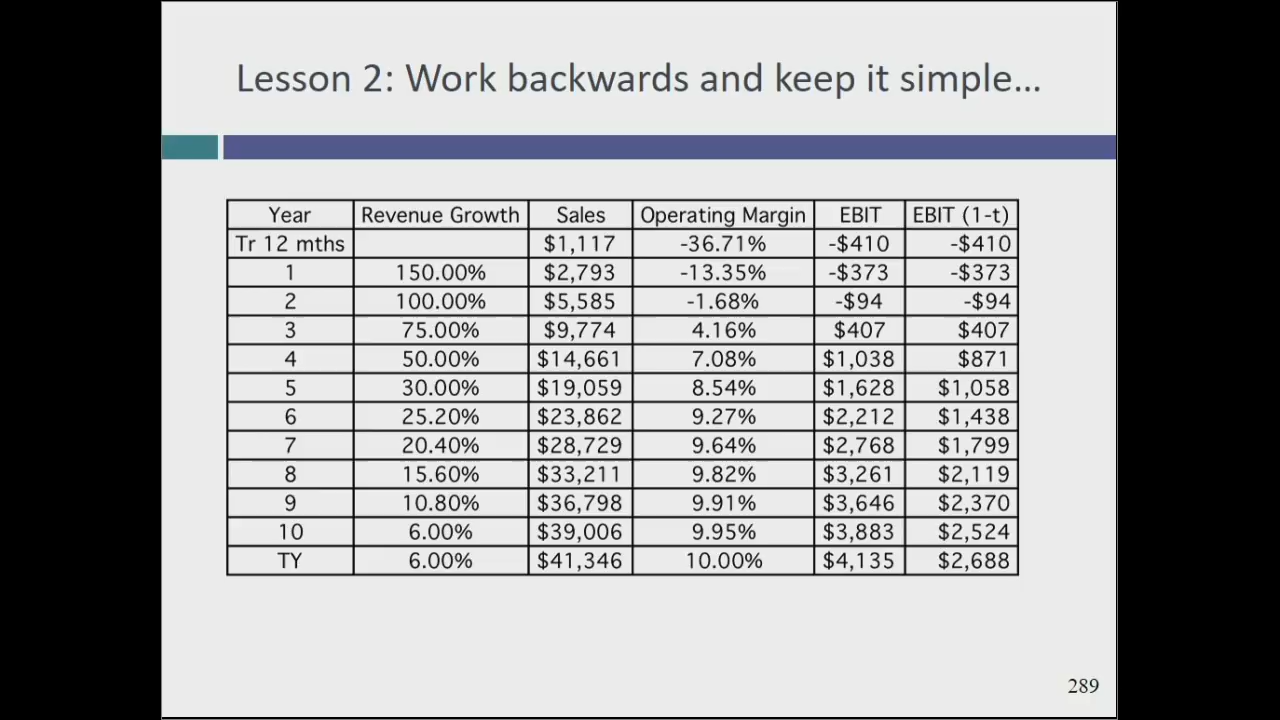 Lesson 2: Work backwards and keep it simple…
Year Revenue Growth Sales Operating Margin EBIT EBIT (1-t)
Tr 12 mths $1,117 -36.71% -$410 -$410
1 150.00% $2,793 -13.35% -$373 -$373
2 100.00% $5,585 -1.68% -$94 -$94
3 75.00% $9,774 4.16% $407 $407
4 50.00% $14,661 7.08% $1,038 $871
5 30.00% $19,059 8.54% $1,628 $1,058
6 25.20% $23,862 9.27% $2,212 $1,438
7 20.40% $28,729 9.64% $2,768 $1,799
8 15.60% $33,211 9.82% $3,261 $2,119
9 10.80% $36,798 9.91% $3,646 $2,370
10 6.00% $39,006 9.95% $3,883 $2,524
TY 6.00% $41,346 10.00% $4,135 $2,688
289